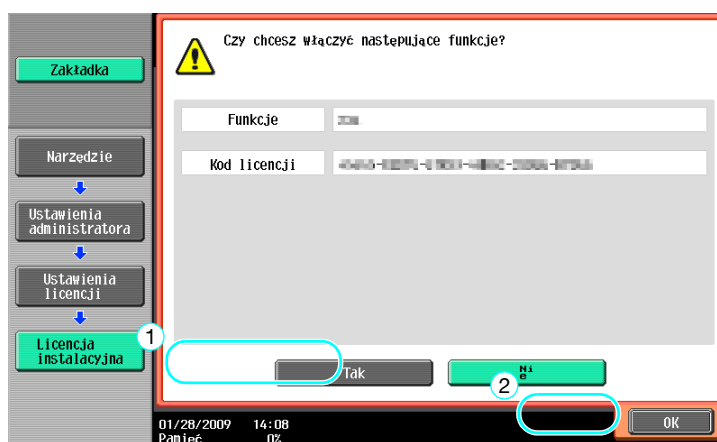 Czy chcesz włączyć następujące funkcje?
Zakładka
Funkcje
Narzędzie
Kod licencji
Ustawienia
administratora
Ustawienia
licencji
1
Licencja
instalacyjna
Tak
Ni
e
2
OK
01/28/2009 14:08
Pamięć 0%